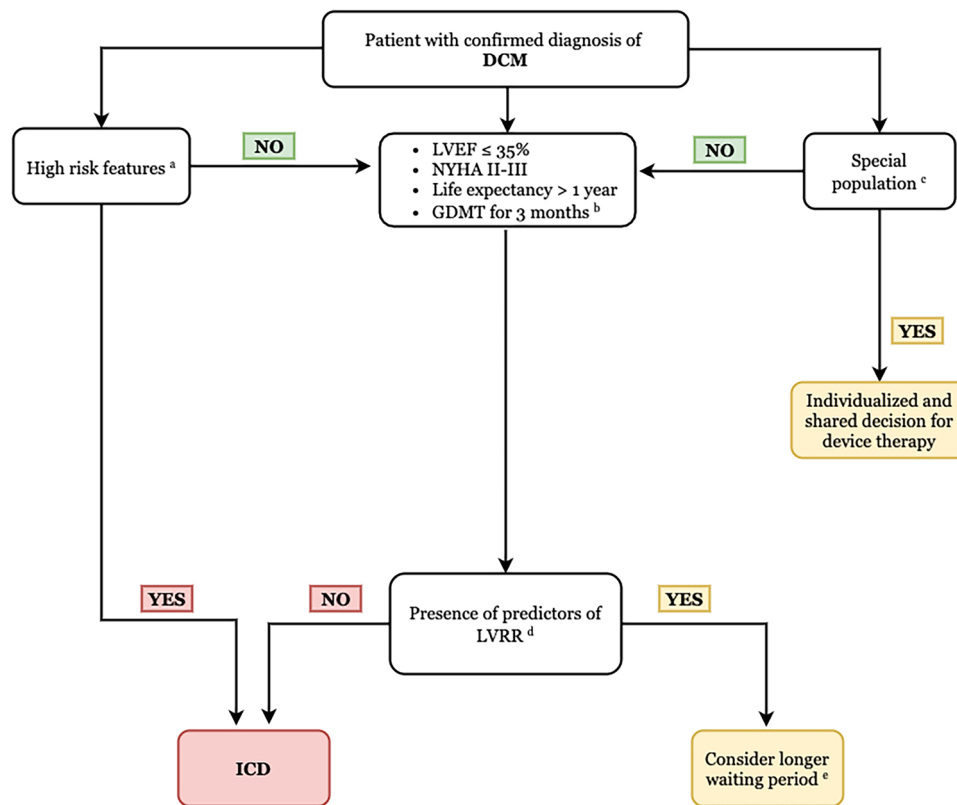 Patient with confirmed diagnosis of
DCM
High risk features ᵃ
NO
• LVEF ≤ 35%
• NYHA II-III
• Life expectancy > 1 year
• GDMT for 3 months ᵇ
NO
Special
population ᶜ
YES
Individualized and
shared decision for
device therapy
YES
NO
Presence of predictors of
LVRR ᵈ
YES
ICD
Consider longer
waiting period ᵉ